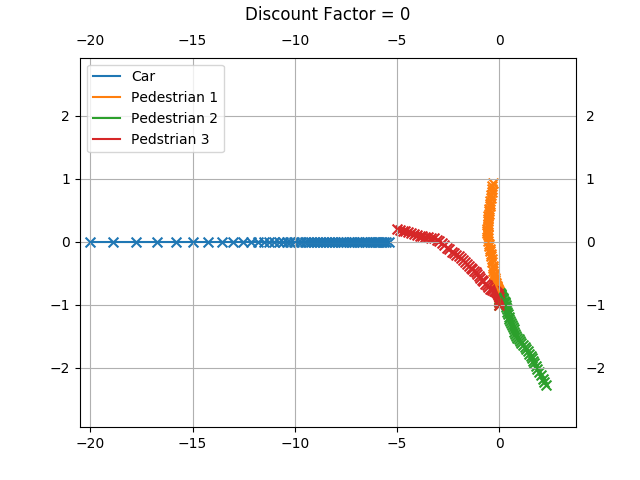 Discount Factor = 0
−20 −15 −10 −5 0
Car
Pedestrian 1
Pedestrian 2
Pedstrian 3
2 2
1 1
0 0
−1 −1
−2 −2
−20 −15 −10 −5 0